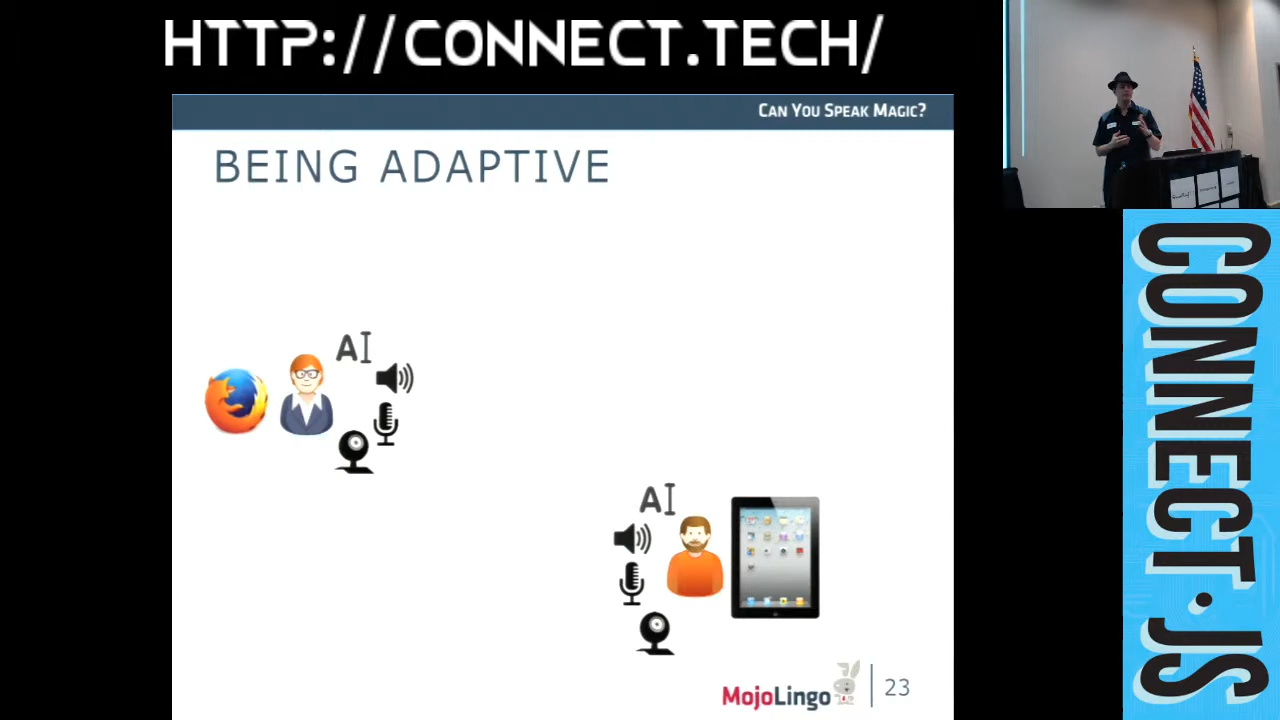 HTTP://CONNECT.TECH/
CAN YOU SPEAK MAGIC?
BEING ADAPTIVE
AI
AI
MojoLingo
23
CONNECT·JS